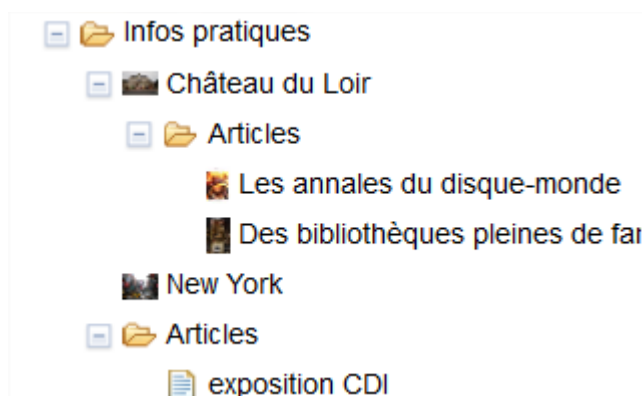 Infos pratiques
Château du Loir
Articles
Les annales du disque-monde
Des bibliothèques pleines de
New York
Articles
exposition CDI